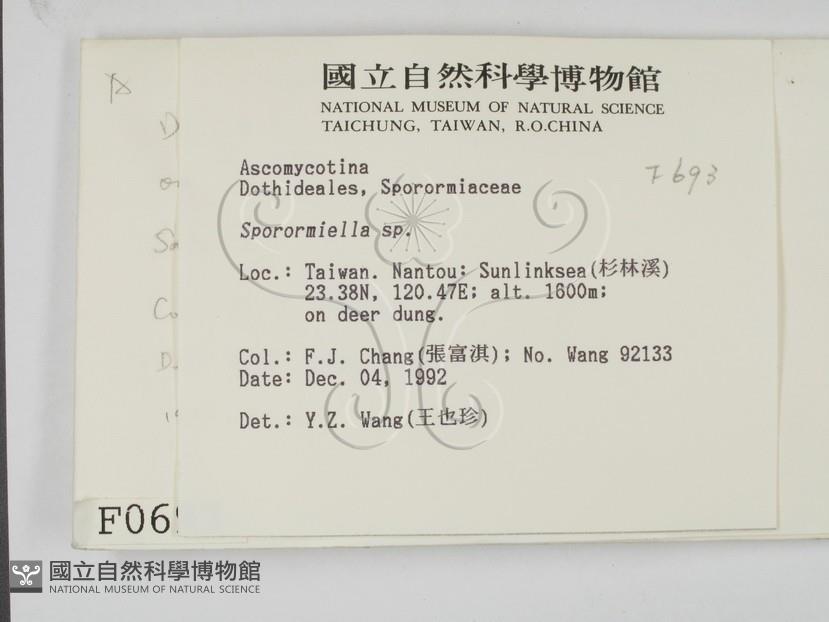 國立自然科學博物館
NATIONAL MUSEUM OF NATURAL SCIENCE
TAICHUNG, TAIWAN, R.O.CHINA
Ascomycotina
Dothideales, Sporormiaceae
F693
Sporormiella sp.
Loc.: Taiwan. Nantou: Sunlinksea(杉林溪)
23.38N, 120.47E; alt. 1600m;
on deer dung.
Col.: F.J. Chang(張富淇); No. Wang 92133
Date: Dec. 04, 1992
Det.: Y.Z. Wang(王也珍)
F069
國立自然科學博物館
NATIONAL MUSEUM OF NATURAL SCIENCE